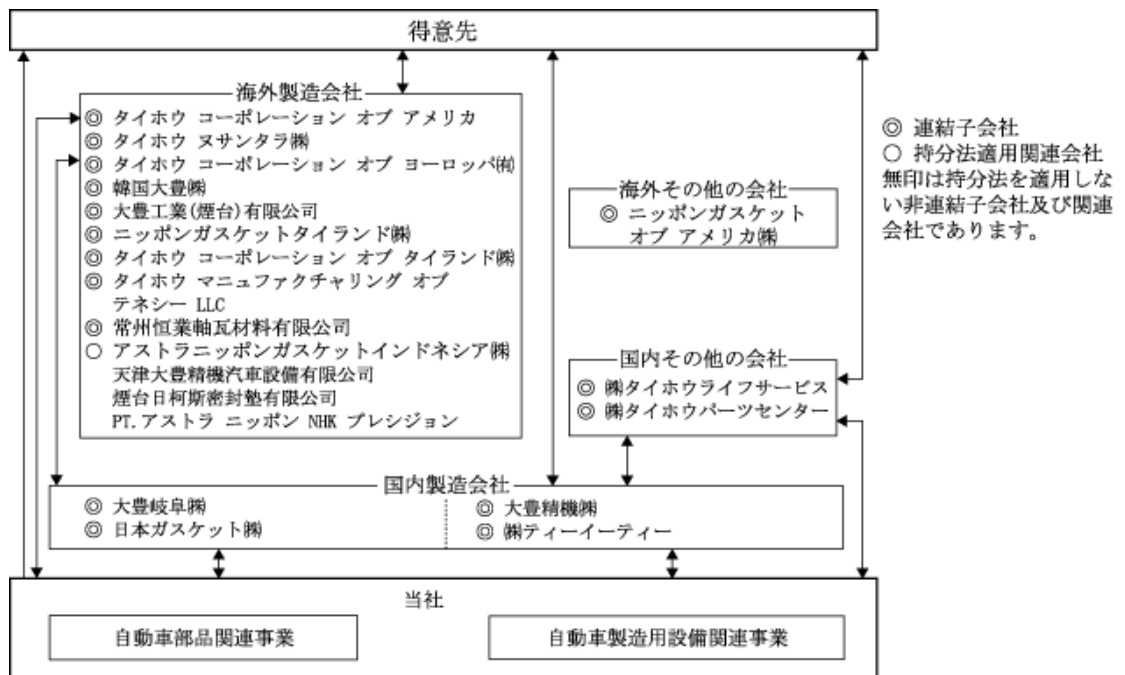 得意先
海外製造会社
◎ タイホウ コーポレーション オブ アメリカ
◎ タイホウ ヌサンタラ㈱
◎ タイホウ コーポレーション オブ ヨーロッパ㈲
◎ 韓国大豊㈱
◎ 大豊工業(煙台)有限公司
◎ ニッポンガスケットタイランド㈱
◎ タイホウ コーポレーション オブ タイランド㈱
◎ タイホウ マニュファクチャリング オブ
テネシー LLC
◎ 常州恒業軸瓦材料有限公司
○ アストラニッポンガスケットインドネシア㈱
天津大豊精機汽車設備有限公司
煙台日柯斯密封塾有限公司
PT.アストラ ニッポン NHK プレシジョン
海外その他の会社
◎ ニッポンガスケット
オブ アメリカ㈱
国内その他の会社
◎ ㈱タイホウライフサービス
◎ ㈱タイホウパーツセンター
◎ 連結子会社
○ 持分法適用関連会社
無印は持分法を適用しな
い非連結子会社及び関連
会社であります。
国内製造会社
◎ 大豊岐阜㈱
◎ 日本ガスケット㈱
◎ 大豊精機㈱
◎ ㈱ティーイーティー
当社
自動車部品関連事業
自動車製造用設備関連事業